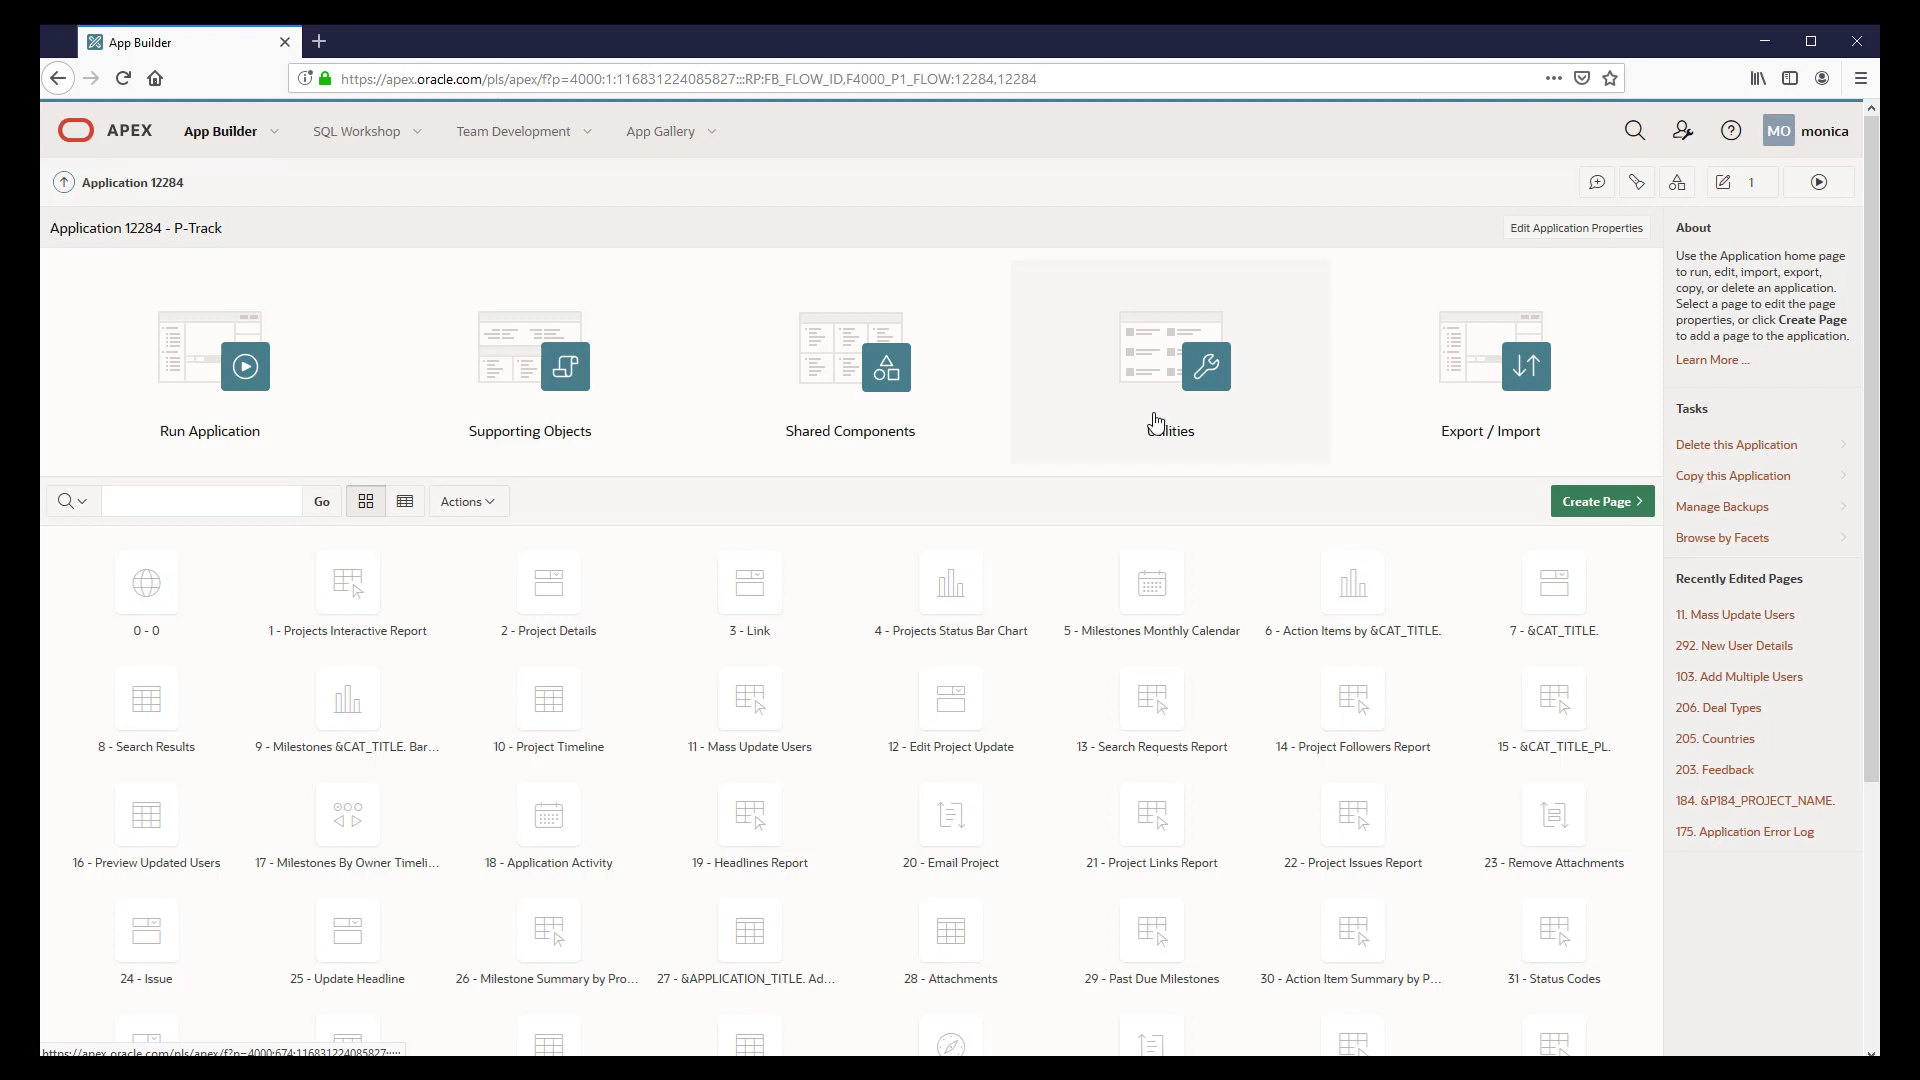 App Builder
https://apex.oracle.com/pls/apex/f?p=4000:1:116831224085827:::RP:FB_FLOW_ID,F4000_P1_FLOW:12284,12284
APEX App Builder SQL Workshop Team Development App Gallery MO monica
Application 12284 1
Application 12284 - P-Track Edit Application Properties
Run Application Supporting Objects Shared Components Export / Import
Go Actions Create Page
0 - 0 1 - Projects Interactive Report 2 - Project Details 3 - Link 4 - Projects Status Bar Chart 5 - Milestones Monthly Calendar 6 - Action Items by &CAT_TITLE. 7 - &CAT_TITLE.
8 - Search Results 9 - Milestones &CAT_TITLE. Bar... 10 - Project Timeline 11 - Mass Update Users 12 - Edit Project Update 13 - Search Requests Report 14 - Project Followers Report 15 - &CAT_TITLE_PL.
16 - Preview Updated Users 17 - Milestones By Owner Timeli... 18 - Application Activity 19 - Headlines Report 20 - Email Project 21 - Project Links Report 22 - Project Issues Report 23 - Remove Attachments
24 - Issue 25 - Update Headline 26 - Milestone Summary by Pro... 27 - &APPLICATION_TITLE. Ad... 28 - Attachments 29 - Past Due Milestones 30 - Action Item Summary by P... 31 - Status Codes
https://apex.oracle.com/pls/apex/f?p=4000:674:116831224085827:::::
About
Use the Application home page
to run, edit, import, export,
copy, or delete an application.
Select a page to edit the page
properties, or click Create Page
to add a page to the application.
Learn More ...
Tasks
Delete this Application
Copy this Application
Manage Backups
Browse by Facets
Recently Edited Pages
11. Mass Update Users
292. New User Details
103. Add Multiple Users
206. Deal Types
205. Countries
203. Feedback
184. &P184_PROJECT_NAME.
175. Application Error Log